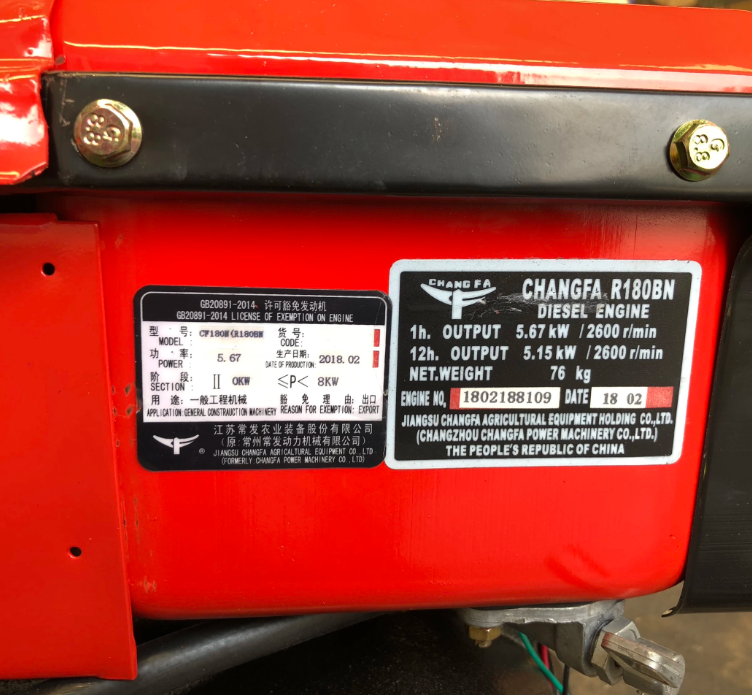 G
8.8
G
8.8
GB20891-2014 许可豁免发动机
GB20891-2014 LICENSE OF EXEMPTION ON ENGINE
型 号: CF180N(R180BN 货号:
MODEL: CODE:
功 率: 5.67 生产日期: 2018.02
POWER: DATE OF PRODUCTION:
阶 段: II 0KW ≤P< 8KW
SECTION
用 途: 一般工程机械 豁 免 理 由: 出口
APPLICATION: GENERAL CONSTRAUCTION MACHINERY REASON FOR EXEMPTION: EXPORT
江苏常发农业装备股份有限公司
(原:常州常发动力机械有限公司)
® JIANGSU CHANGFA AGRICALTURAL EQUIPMENT CO.,LTD
(FORMERLY CHANGFA POWER MACHINERY CO.,LTD)
CHANG FA
CHANGFA R180BN
DIESEL ENGINE
1h. OUTPUT 5.67 kW / 2600 r/min
12h. OUTPUT 5.15 kW / 2600 r/min
NET.WEIGHT 76 kg
ENGINE NO, 1802188109 DATE 18 02
JIANGSU CHANGFA AGRICULTURAL EQUIPMENT HOLDING CO.,LTD.
(CHANGZHOU CHANGFA POWER MACHINERY CO.,LTD.)
THE PEOPLE'S REPUBLIC OF CHINA